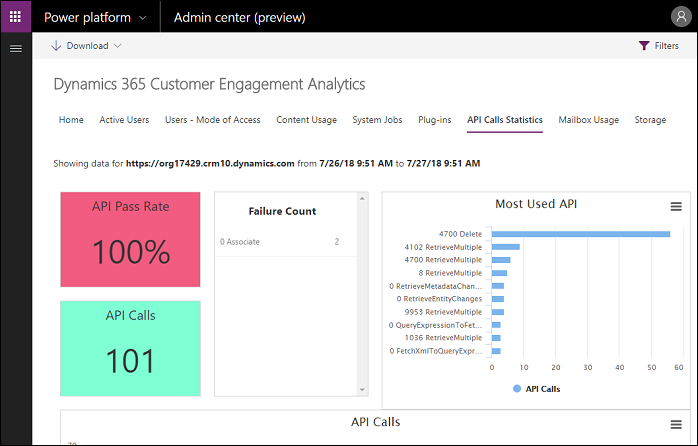 Power platform Admin center (preview)
Download Filters
Dynamics 365 Customer Engagement Analytics
Home Active Users Users - Mode of Access Content Usage System Jobs Plug-ins API Calls Statistics Mailbox Usage Storage
Showing data for https://org17429.crm10.dynamics.com from 7/26/18 9:51 AM to 7/27/18 9:51 AM
API Pass Rate
100%
API Calls
101
Failure Count
0 Associate 2
Most Used API
4700 Delete
4102 RetrieveMultiple
4700 RetrieveMultiple
8 RetrieveMultiple
0 RetrieveMetadataChan...
0 RetrieveEntityChanges
9953 RetrieveMultiple
0 QueryExpressionToFet...
1036 RetrieveMultiple
0 FetchXmlToQueryExpr...
0 10 20 30 40 50 60
API Calls
API Calls